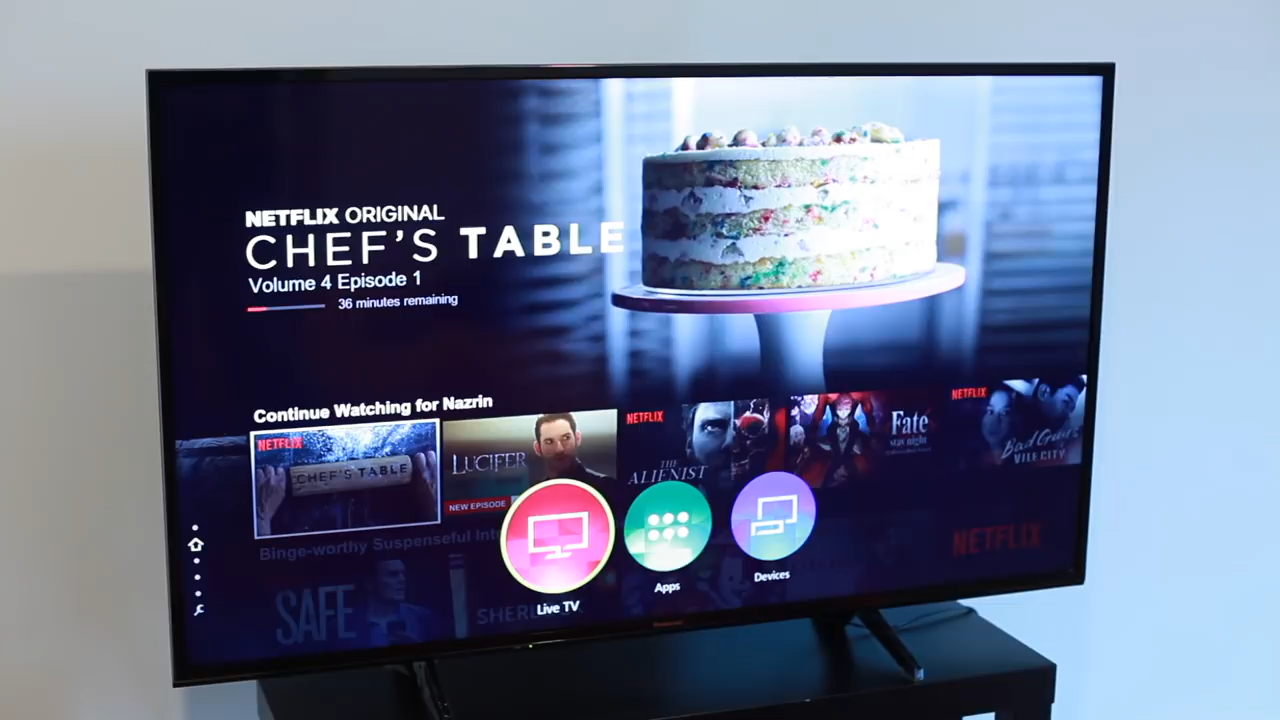 NETFLIX ORIGINAL
CHEF'S TABLE
Volume 4 Episode 1
36 minutes remaining
Continue Watching for Nazrin
NETFLIX
CHEF'S TABLE
LUCIFER
NEW EPISODE
NETFLIX
THE
ALIENIST
Fate
stay night
NETFLIX
Bad Guys
VILE CITY
Binge-worthy Suspenseful
SAFE
NETFLIX
Live TV
Apps
Devices